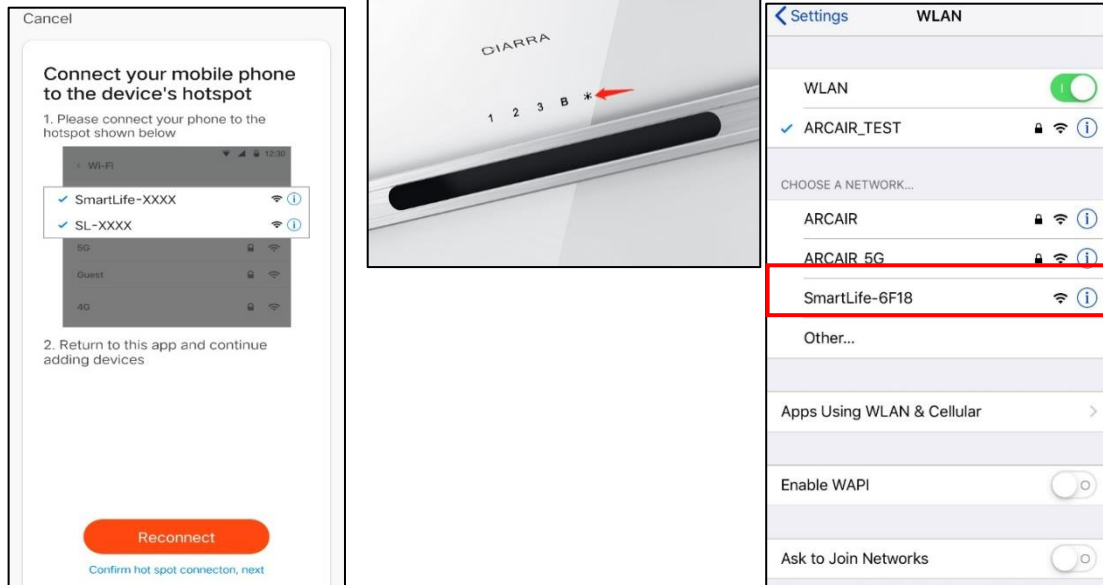 Cancel
Connect your mobile phone
to the device's hotspot
1. Please connect your phone to the
hotspot shown below
12:30
‹ Wi-Fi
SmartLife-XXXX
SL-XXXX
5G
Guest
4G
2. Return to this app and continue
adding devices
Reconnect
Confirm hot spot connecton, next
CIARRA
1 2 3 B *
Settings WLAN
WLAN
ARCAIR_TEST
CHOOSE A NETWORK...
ARCAIR
ARCAIR_5G
SmartLife-6F18
Other...
Apps Using WLAN & Cellular
Enable WAPI
Ask to Join Networks